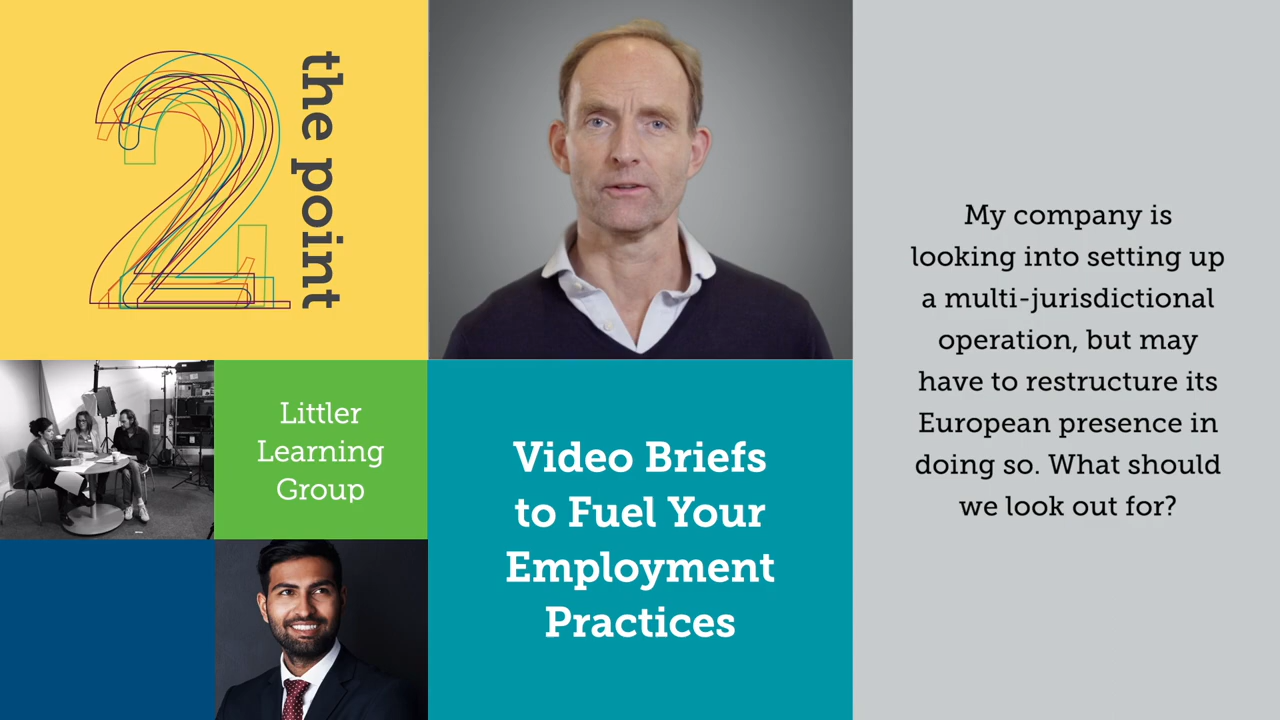 2
the point
Littler
Learning
Group
Video Briefs
to Fuel Your
Employment
Practices
My company is
looking into setting up
a multi-jurisdictional
operation, but may
have to restructure its
European presence in
doing so. What should
we look out for?